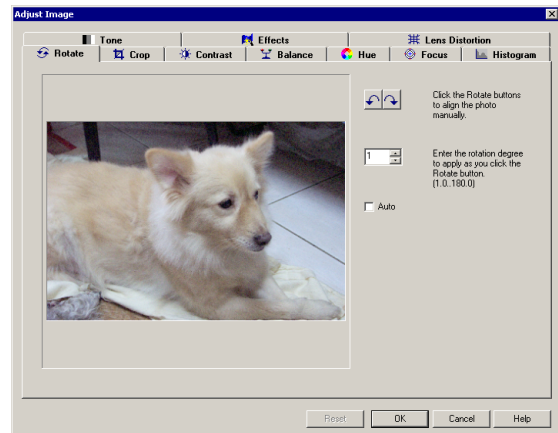 Adjust Image
Tone Effects Lens Distortion
Rotate Crop Contrast Balance Hue Focus Histogram
Click the Rotate buttons
to align the photo
manually.
1
Enter the rotation degree
to apply as you click the
Rotate button.
(1.0..180.0)
Auto
Reset OK Cancel Help